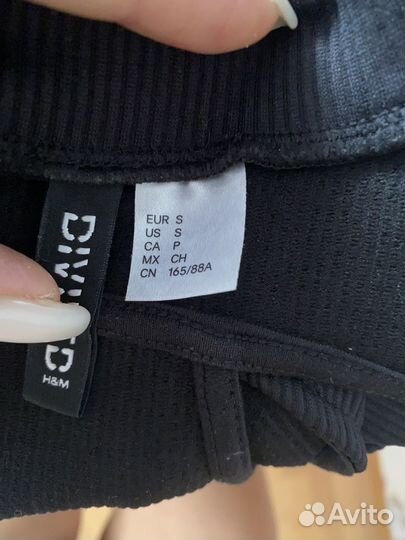 EUR S
US S
CA P
MX CH
CN 165/88A
H&M
Avito